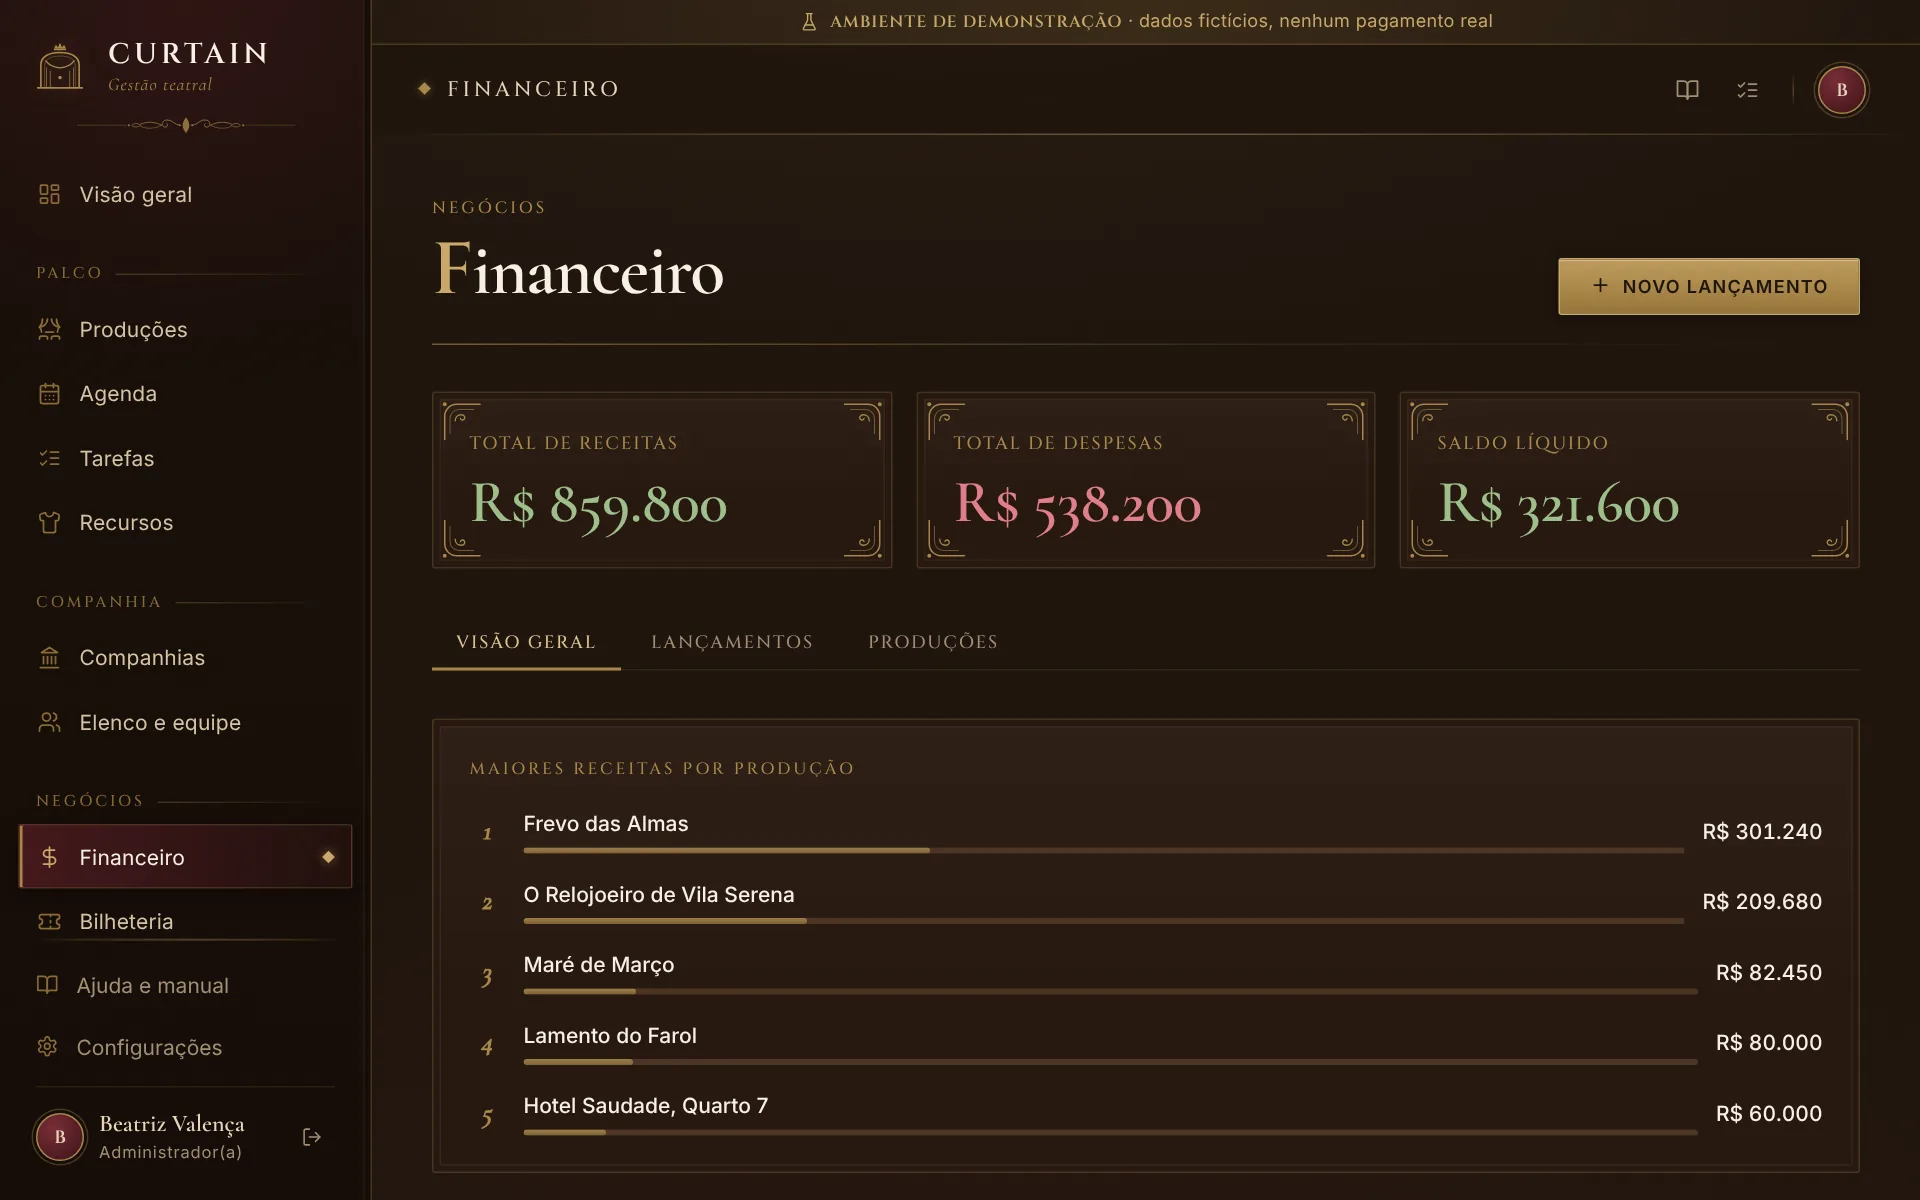 AMBIENTE DE DEMONSTRAÇÃO · dados fictícios, nenhum pagamento real
CURTAIN
Gestão teatral
Visão geral
PALCO
Produções
Agenda
Tarefas
Recursos
COMPANHIA
Companhias
Elenco e equipe
NEGÓCIOS
Financeiro
Bilheteria
Ajuda e manual
Configurações
B
Beatriz Valença
Administrador(a)
FINANCEIRO
B
NEGÓCIOS
Financeiro
+ NOVO LANÇAMENTO
TOTAL DE RECEITAS
R$ 859.800
TOTAL DE DESPESAS
R$ 538.200
SALDO LÍQUIDO
R$ 321.600
VISÃO GERAL
LANÇAMENTOS
PRODUÇÕES
MAIORES RECEITAS POR PRODUÇÃO
1 Frevo das Almas R$ 301.240
2 O Relojoeiro de Vila Serena R$ 209.680
3 Maré de Março R$ 82.450
4 Lamento do Farol R$ 80.000
5 Hotel Saudade, Quarto 7 R$ 60.000